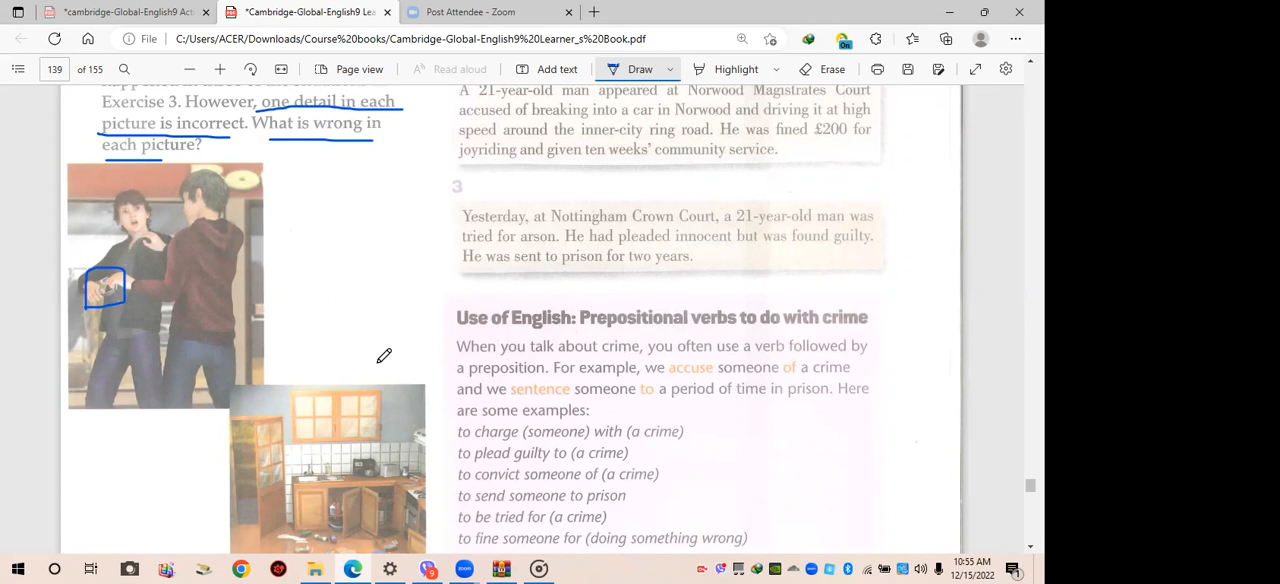 *cambridge-Global-English9 Act
*Cambridge-Global-English9 Lea
Post Attendee - Zoom
File
C:/Users/ACER/Downloads/Course%20books/Cambridge-Global-English9%20Learner_s%20Book.pdf
139 of 155
Page view
Read aloud
Add text
Draw
Highlight
Erase
Exercise 3. However, one detail in each
picture is incorrect. What is wrong in
each picture?
A 21-year-old man appeared at Norwood Magistrates Court
accused of breaking into a car in Norwood and driving it at high
speed around the inner-city ring road. He was fined £200 for
joyriding and given ten weeks' community service.
3
Yesterday, at Nottingham Crown Court, a 21-year-old man was
tried for arson. He had pleaded innocent but was found guilty.
He was sent to prison for two years.
Use of English: Prepositional verbs to do with crime
When you talk about crime, you often use a verb followed by
a preposition. For example, we accuse someone of a crime
and we sentence someone to a period of time in prison. Here
are some examples:
to charge (someone) with (a crime)
to plead guilty to (a crime)
to convict someone of (a crime)
to send someone to prison
to be tried for (a crime)
to fine someone for (doing something wrong)
10:55 AM
12/15/2022